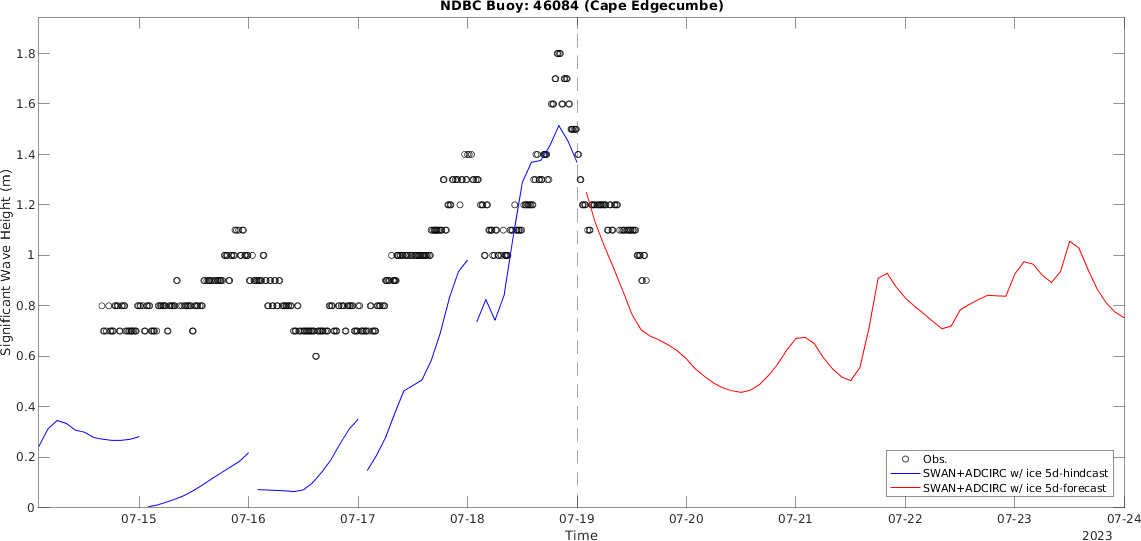 NDBC Buoy: 46084 (Cape Edgecumbe)
Significant Wave Height (m)
1.8
1.6
1.4
1.2
1
0.8
0.6
0.4
0.2
0
Obs.
SWAN+ADCIRC w/ ice 5d-hindcast
SWAN+ADCIRC w/ ice 5d-forecast
07-15 07-16 07-17 07-18 07-19 07-20 07-21 07-22 07-23 07-24
Time
2023